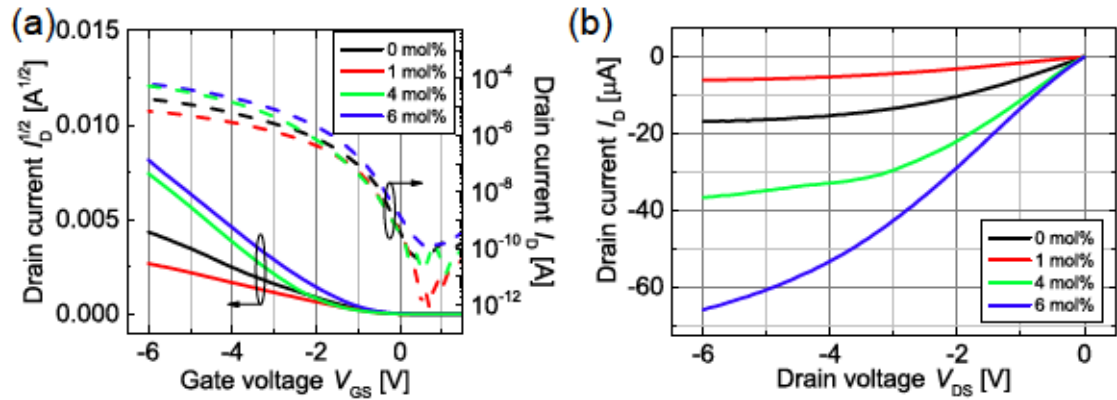 (a)
0.015
0.010
0.005
0.000
Drain current I_D^1/2 [A^1/2]
0 mol%
1 mol%
4 mol%
6 mol%
10^-4
10^-6
10^-8
10^-10
10^-12
Drain current I_D [A]
-6 -4 -2 0
Gate voltage V_GS [V]
(b)
0
-20
-40
-60
Drain current I_D [µA]
0 mol%
1 mol%
4 mol%
6 mol%
-6 -4 -2 0
Drain voltage V_DS [V]